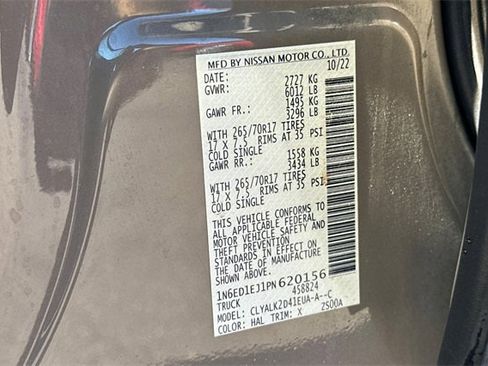 MFD BY NISSAN MOTOR CO., LTD.
DATE: 10/22
GVWR: 2727 KG
6012 LB
GAWR FR.: 1495 KG
3296 LB
WITH 265/70R17 TIRES
17 X 7.5 RIMS AT 35 PSI
COLD SINGLE
GAWR RR.: 1558 KG
3434 LB
WITH 265/70R17 TIRES
17 X 7.5 RIMS AT 35 PSI
COLD SINGLE
THIS VEHICLE CONFORMS TO
ALL APPLICABLE FEDERAL
MOTOR VEHICLE SAFETY AND
THEFT PREVENTION
STANDARDS IN EFFECT ON THE
DATE OF MANUFACTURE
1N6ED1EJ1PN620156
TRUCK 458824
MODEL: CLYALK2D41EUA-A--C
COLOR: HAL TRIM: X ZS00A